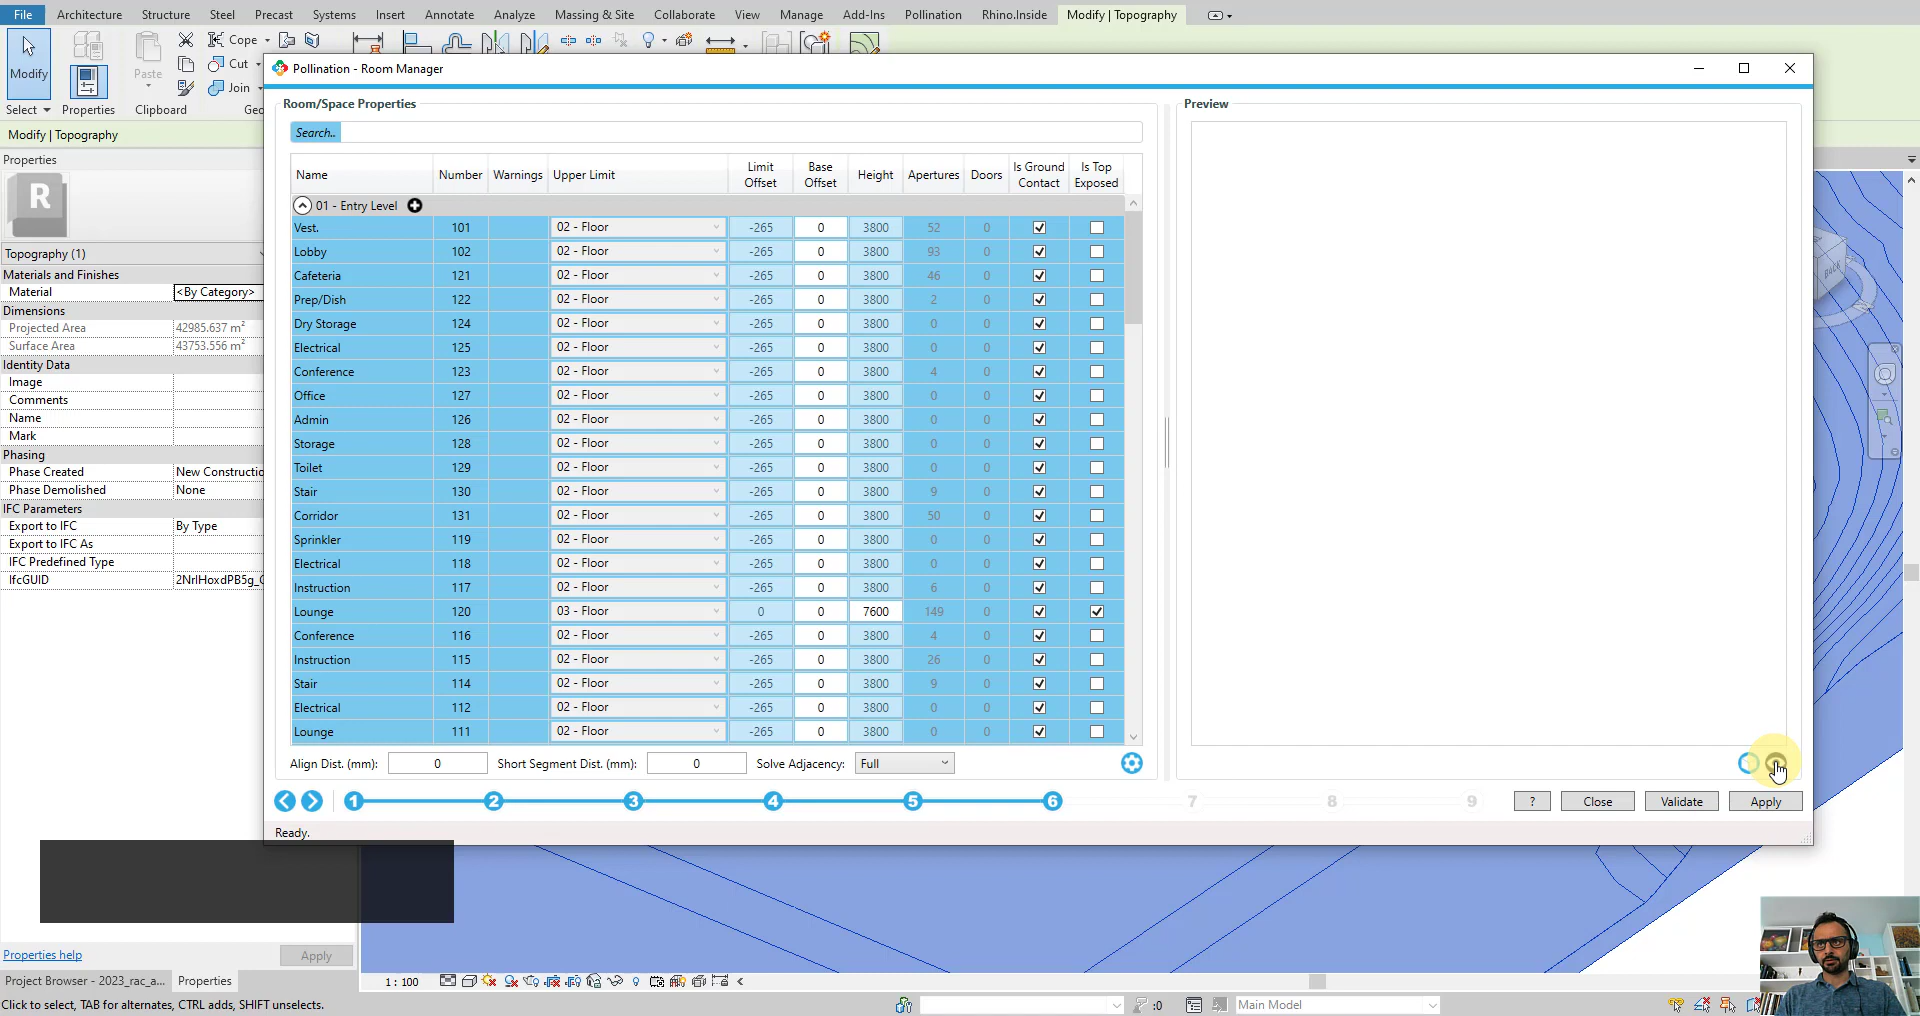 File Architecture Structure Steel Precast Systems Insert Annotate Analyze Massing & Site Collaborate View Manage Add-Ins Pollination Rhino.Inside Modify | Topography
Modify
Paste
Cope
Cut
Join
Select Properties Clipboard
Modify | Topography
Properties
R
Topography (1)
Materials and Finishes
Material <By Category>
Dimensions
Projected Area 42985.637 m²
Surface Area 43753.556 m²
Identity Data
Image
Comments
Name
Mark
Phasing
Phase Created New Constructio
Phase Demolished None
IFC Parameters
Export to IFC By Type
Export to IFC As
IFC Predefined Type
IfcGUID
Properties help Apply
Project Browser - 2023_rac_a... Properties
Click to select, TAB for alternates, CTRL adds, SHIFT unselects.
Pollination - Room Manager
Room/Space Properties
Search..
Name Number Warnings Upper Limit Limit Offset Base Offset Height Apertures Doors Is Ground Contact Is Top Exposed
01 - Entry Level
Vest. 101 02 - Floor -265 0 3800 52 0
Lobby 102 02 - Floor -265 0 3800 93 0
Cafeteria 121 02 - Floor -265 0 3800 46 0
Prep/Dish 122 02 - Floor -265 0 3800 2 0
Dry Storage 124 02 - Floor -265 0 3800 0 0
Electrical 125 02 - Floor -265 0 3800 0 0
Conference 123 02 - Floor -265 0 3800 4 0
Office 127 02 - Floor -265 0 3800 0 0
Admin 126 02 - Floor -265 0 3800 0 0
Storage 128 02 - Floor -265 0 3800 0 0
Toilet 129 02 - Floor -265 0 3800 0 0
Stair 130 02 - Floor -265 0 3800 9 0
Corridor 131 02 - Floor -265 0 3800 50 0
Sprinkler 119 02 - Floor -265 0 3800 0 0
Electrical 118 02 - Floor -265 0 3800 0 0
Instruction 117 02 - Floor -265 0 3800 6 0
Lounge 120 03 - Floor 0 0 7600 149 0
Conference 116 02 - Floor -265 0 3800 4 0
Instruction 115 02 - Floor -265 0 3800 26 0
Stair 114 02 - Floor -265 0 3800 9 0
Electrical 112 02 - Floor -265 0 3800 0 0
Lounge 111 02 - Floor -265 0 3800 0 0
Align Dist. (mm): 0 Short Segment Dist. (mm): 0 Solve Adjacency: Full
1 2 3 4 5 6 7 8 9
? Close Validate Apply
Ready.
Preview
BACK
1 : 100
:0 Main Model